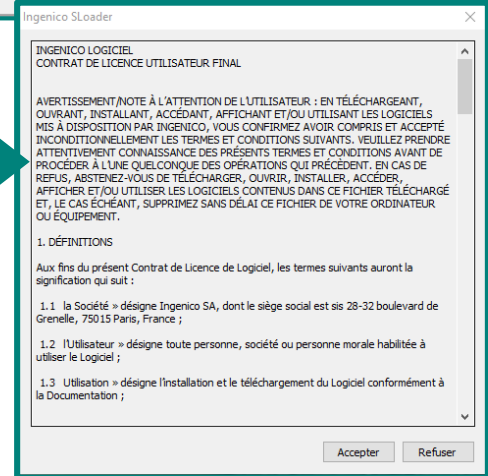 Ingenico SLoader
INGENICO LOGICIEL
CONTRAT DE LICENCE UTILISATEUR FINAL
AVERTISSEMENT/NOTE À L'ATTENTION DE L'UTILISATEUR : EN TÉLÉCHARGEANT,
OUVRANT, INSTALLANT, ACCÉDANT, AFFICHANT ET/OU UTILISANT LES LOGICIELS
MIS À DISPOSITION PAR INGENICO, VOUS CONFIRMEZ AVOIR COMPRIS ET ACCEPTÉ
INCONDITIONNELLEMENT LES TERMES ET CONDITIONS SUIVANTS. VEUILLEZ PRENDRE
ATTENTIVEMENT CONNAISSANCE DES PRÉSENTS TERMES ET CONDITIONS AVANT DE
PROCÉDER À L'UNE QUELCONQUE DES OPÉRATIONS QUI PRÉCÈDENT. EN CAS DE
REFUS, ABSTENEZ-VOUS DE TÉLÉCHARGER, OUVRIR, INSTALLER, ACCÉDER,
AFFICHER ET/OU UTILISER LES LOGICIELS CONTENUS DANS CE FICHIER TÉLÉCHARGÉ
ET, LE CAS ÉCHÉANT, SUPPRIMEZ SANS DÉLAI CE FICHIER DE VOTRE ORDINATEUR
OU ÉQUIPEMENT.
1. DÉFINITIONS
Aux fins du présent Contrat de Licence de Logiciel, les termes suivants auront la
signification qui suit :
1.1 la Société » désigne Ingenico SA, dont le siège social est sis 28-32 boulevard de
Grenelle, 75015 Paris, France ;
1.2 l'Utilisateur » désigne toute personne, société ou personne morale habilitée à
utiliser le Logiciel ;
1.3 Utilisation » désigne l'installation et le téléchargement du Logiciel conformément à
la Documentation ;
Accepter Refuser